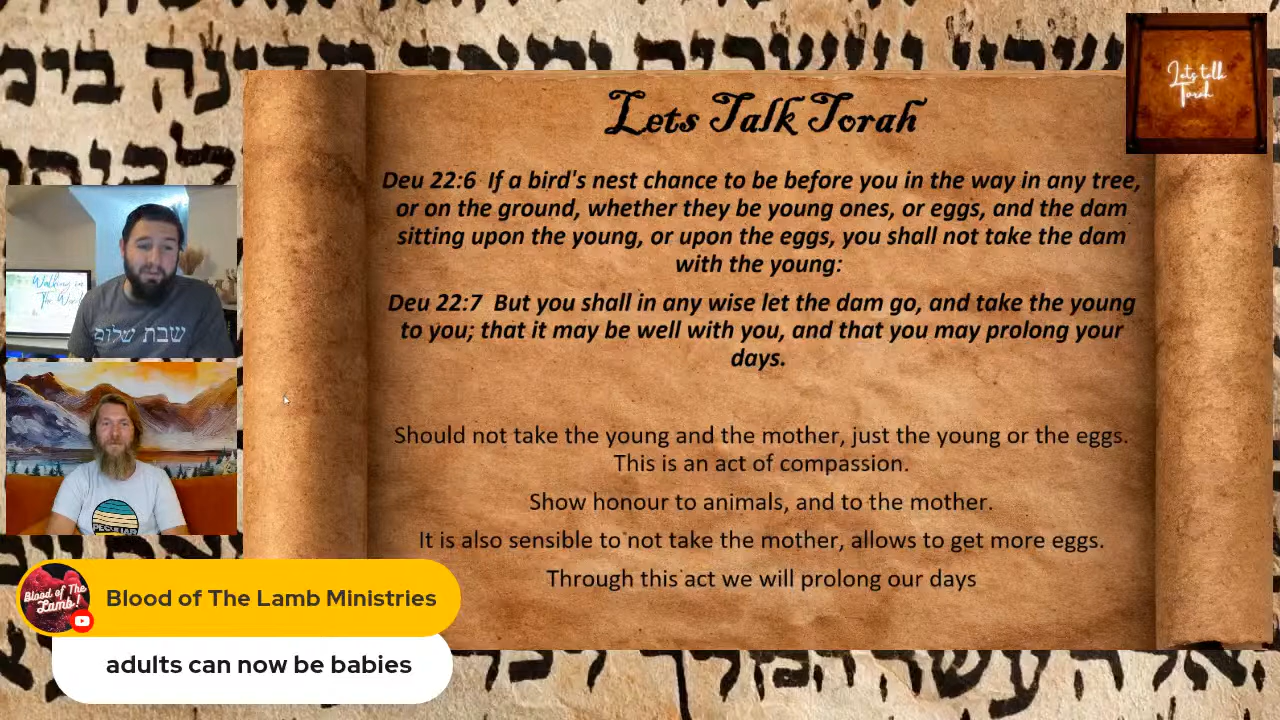 Lets Talk Torah
Lets talk
Torah
Deu 22:6 If a bird's nest chance to be before you in the way in any tree,
or on the ground, whether they be young ones, or eggs, and the dam
sitting upon the young, or upon the eggs, you shall not take the dam
with the young:
Deu 22:7 But you shall in any wise let the dam go, and take the young
to you; that it may be well with you, and that you may prolong your
days.
Should not take the young and the mother, just the young or the eggs.
This is an act of compassion.
Show honour to animals, and to the mother.
It is also sensible to not take the mother, allows to get more eggs.
Through this act we will prolong our days
Walking in
שבת שלום
PECULIAR
Blood of The
Lamb!
Blood of The Lamb Ministries
adults can now be babies